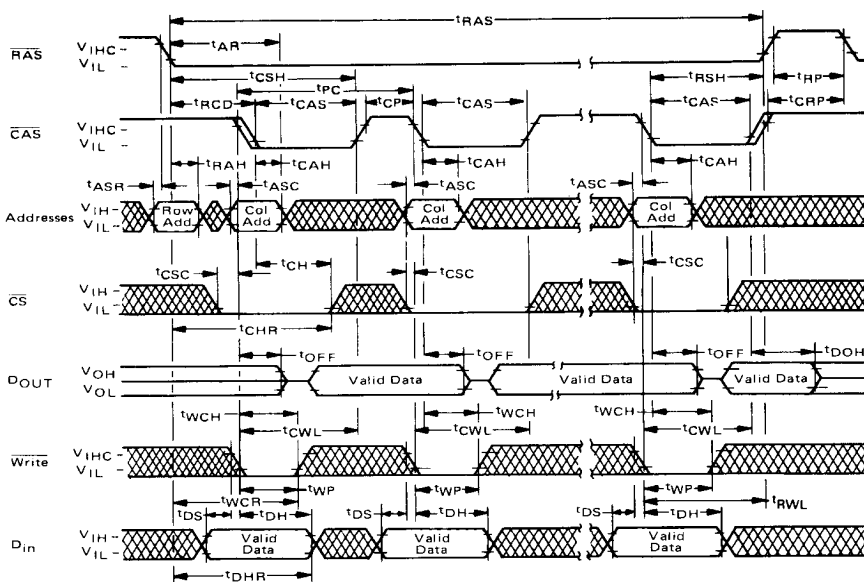 tRAS
tAR
RAS VIHC VIL
tCSH tRSH tRP
tPC
tRCD tCAS tCP tCAS tCAS tCRP
CAS VIHC VIL
tRAH tCAH tCAH tCAH
tASR tASC tASC tASC
Addresses VIH VIL Row Add. Col Add Col Add Col Add
tCSC tCH tCSC tCSC
CS VIH VIL
tCHR
tOFF tOFF tOFF tDOH
DOUT VOH VOL Valid Data Valid Data Valid Data
tWCH tWCH tWCH
tCWL tCWL tCWL
Write VIHC VIL
tWP tWP tWP
tWCR tRWL
tDS tDH tDS tDH tDS tDH
Din VIH VIL Valid Data Valid Data Valid Data
tDHR